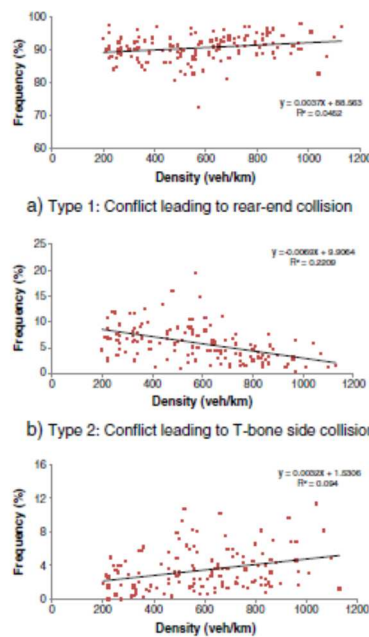 100
90
80
70
60
Frequency (%)
y = 0.0037x + 88.563
R² = 0.0462
0 200 400 600 800 1000 1200
Density (veh/km)
a) Type 1: Conflict leading to rear-end collision
25
20
15
10
5
0
Frequency (%)
y = -0.0069x + 9.9064
R² = 0.2209
0 200 400 600 800 1000 1200
Density (veh/km)
b) Type 2: Conflict leading to T-bone side collision
16
12
8
4
0
Frequency (%)
y = 0.0032x + 1.5306
R² = 0.094
0 200 400 600 800 1000 1200
Density (veh/km)